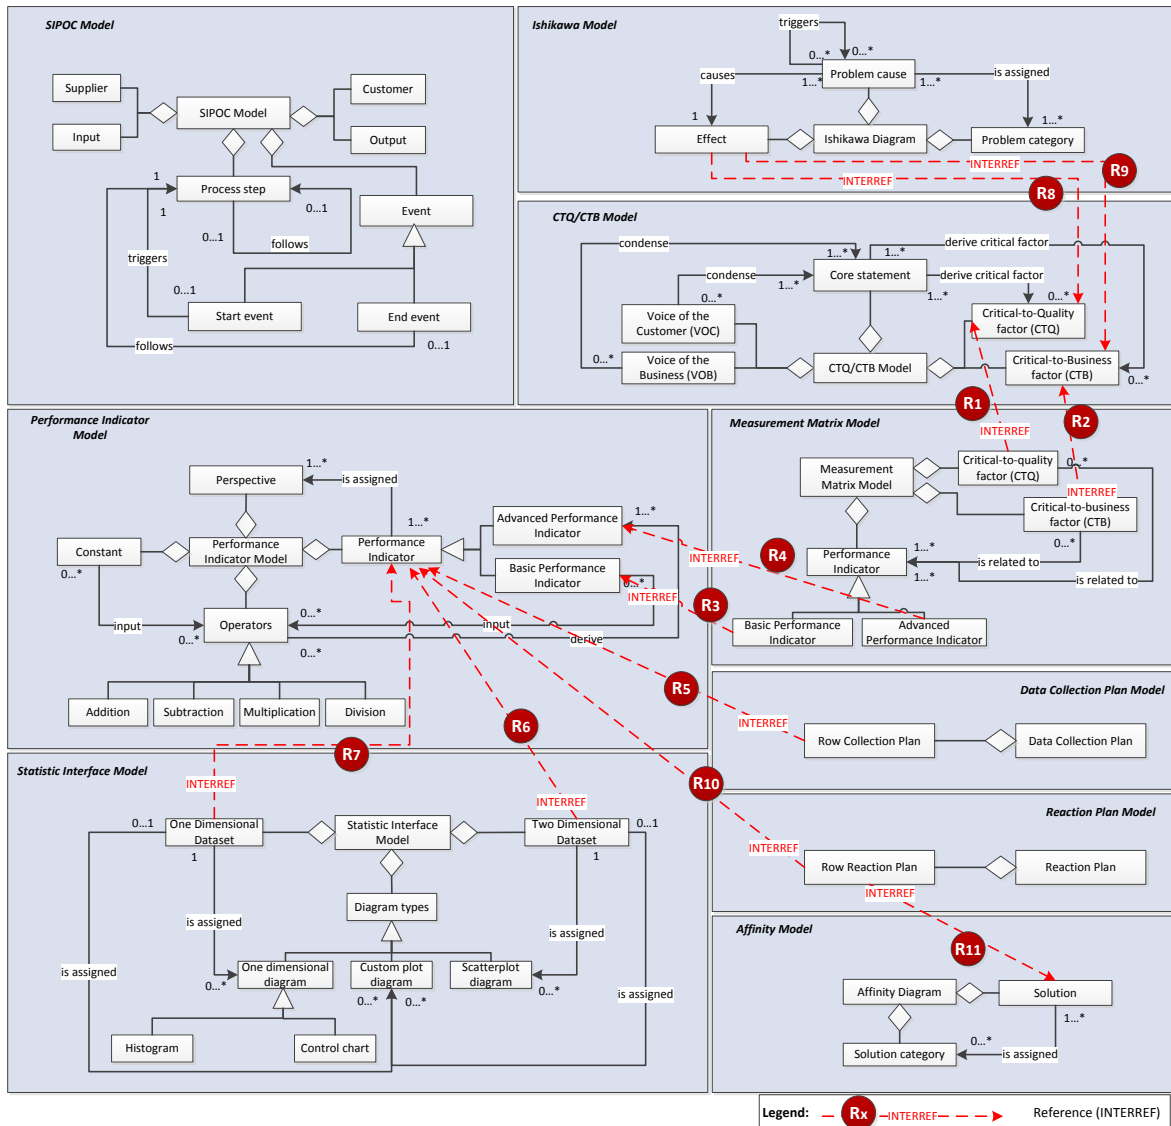 SIPOC Model
Supplier
Input
SIPOC Model
Customer
Output
1
Process step
1
0...1
0...1
follows
Event
triggers
0...1
Start event
End event
follows
0...1
Ishikawa Model
triggers
0...*
0...*
causes
Problem cause
is assigned
1...*
1...*
1
1...*
Effect
Ishikawa Diagram
Problem category
INTERREF
INTERREF
R9
R8
CTQ/CTB Model
condense
derive critical factor
1...*
1...*
condense
Core statement
derive critical factor
1...*
1...*
0...*
0...*
Voice of the
Customer (VOC)
Critical-to-Quality
factor (CTQ)
0...*
Voice of the
Business (VOB)
CTQ/CTB Model
Critical-to-Business
factor (CTB)
0...*
R1
R2
Performance Indicator
Model
1...*
Perspective
is assigned
1...*
Advanced Performance
Indicator
1...*
Constant
Performance
Indicator Model
Performance
Indicator
Basic Performance
Indicator
0...*
0...*
INTERREF
INTERREF
input
0...*
Operators
input
0...*
0...*
derive
Addition
Subtraction
Multiplication
Division
R3
R4
R5
R6
R7
Measurement Matrix Model
INTERREF
Measurement
Matrix Model
Critical-to-quality
factor (CTQ)
0...*
INTERREF
Critical-to-business
factor (CTB)
0...*
Performance
Indicator
1...*
1...*
is related to
is related to
Basic Performance
Indicator
Advanced
Performance Indicator
Data Collection Plan Model
INTERREF
Row Collection Plan
Data Collection Plan
Statistic Interface Model
INTERREF
INTERREF
0...1
One Dimensional
Dataset
Statistic Interface
Model
Two Dimensional
Dataset
0...1
1
1
Diagram types
is assigned
is assigned
is assigned
One dimensional
diagram
Custom plot
diagram
Scatterplot
diagram
is assigned
0...*
0...*
0...*
0...*
Histogram
Control chart
R10
Reaction Plan Model
INTERREF
Row Reaction Plan
Reaction Plan
INTERREF
Affinity Model
R11
Affinity Diagram
Solution
1...*
0...*
Solution category
is assigned
Legend:
Rx
INTERREF
Reference (INTERREF)